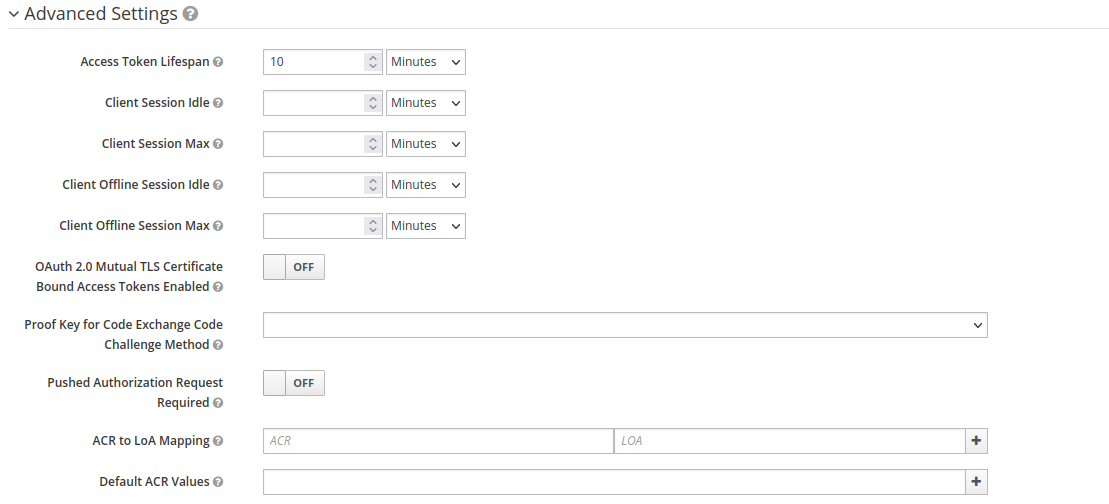 Advanced Settings
Access Token Lifespan 10 Minutes
Client Session Idle Minutes
Client Session Max Minutes
Client Offline Session Idle Minutes
Client Offline Session Max Minutes
OAuth 2.0 Mutual TLS Certificate
Bound Access Tokens Enabled OFF
Proof Key for Code Exchange Code
Challenge Method
Pushed Authorization Request
Required OFF
ACR to LoA Mapping ACR LOA +
Default ACR Values +